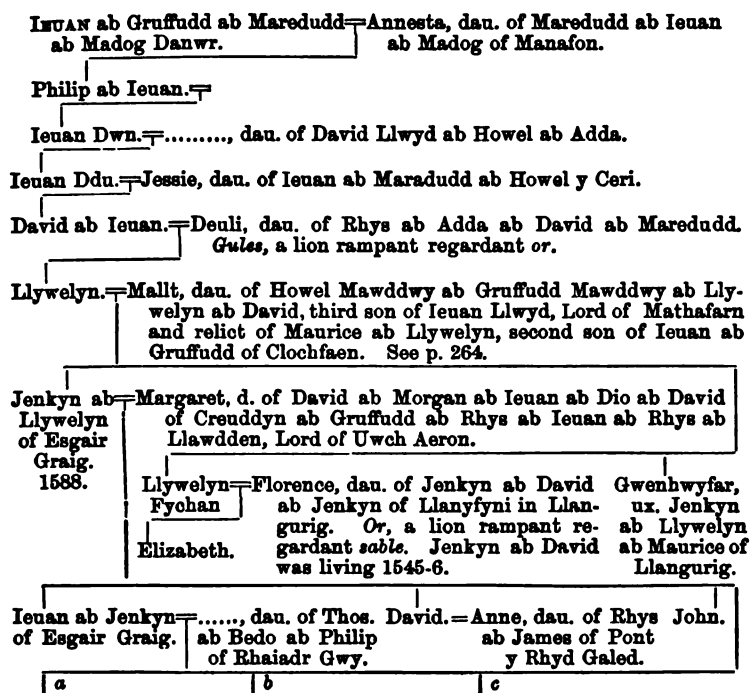 IEUAN ab Gruffudd ab Maredudd=Annesta, dau. of Maredudd ab Ieuan
ab Madog Danwr. ab Madog of Manafon.
Philip ab Ieuan.=
Ieuan Dwn.=........., dau. of David Llwyd ab Howel ab Adda.
Ieuan Ddu.=Jessie, dau. of Ieuan ab Maradudd ab Howel y Ceri.
David ab Ieuan.=Deuli, dau. of Rhys ab Adda ab David ab Maredudd.
Gules, a lion rampant regardant or.
Llywelyn.=Mallt, dau. of Howel Mawddwy ab Gruffudd Mawddwy ab Lly-
welyn ab David, third son of Ieuan Llwyd, Lord of Mathafarn
and relict of Maurice ab Llywelyn, second son of Ieuan ab
Gruffudd of Clochfaen. See p. 264.
Jenkyn ab=Margaret, d. of David ab Morgan ab Ieuan ab Dio ab David
Llywelyn of Creuddyn ab Gruffudd ab Rhys ab Ieuan ab Rhys ab
of Esgair Llawdden, Lord of Uwch Aeron.
Graig.
1588.
Llywelyn=Florence, dau. of Jenkyn ab David Gwenhwyfar,
Fychan ab Jenkyn of Llanyfyni in Llan- ux. Jenkyn
gurig. Or, a lion rampant re- ab Llywelyn
Elizabeth. gardant sable. Jenkyn ab David ab Maurice of
was living 1545-6. Llangurig.
Ieuan ab Jenkyn=......, dau. of Thos. David.=Anne, dau. of Rhys John.
of Esgair Graig. ab Bedo ab Philip ab James of Pont
of Rhaiadr Gwy. y Rhyd Galed.
a b c